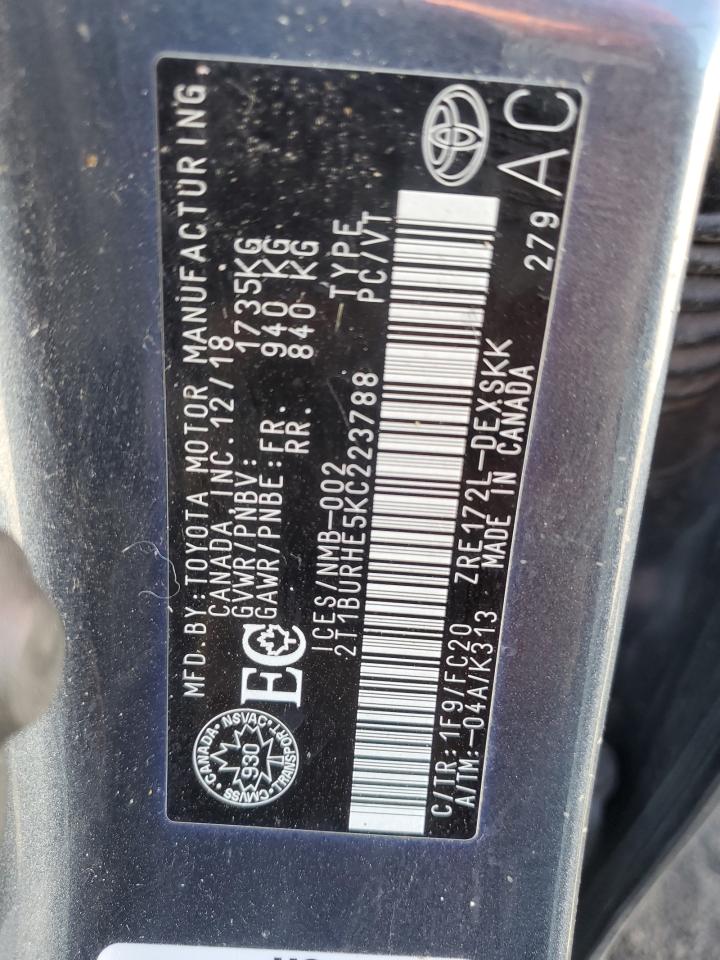 MFD. BY:TOYOTA MOTOR MANUFACTURING
CANADA INC. 12/18
GVWR/PNBV: 1735KG
GAWR/PNBE:FR. 940 KG
RR. 840 KG
EC
CANADA · NSVAC · TRANSPORT · CMVSS
930
ICES/NMB-002
TYPE
2T1BURHE5KC223788
PC/VT
C/TR:1F9/FC20 ZRE172L-DEXSKK
A/TM:-04A/K313 MADE IN CANADA
279
AC